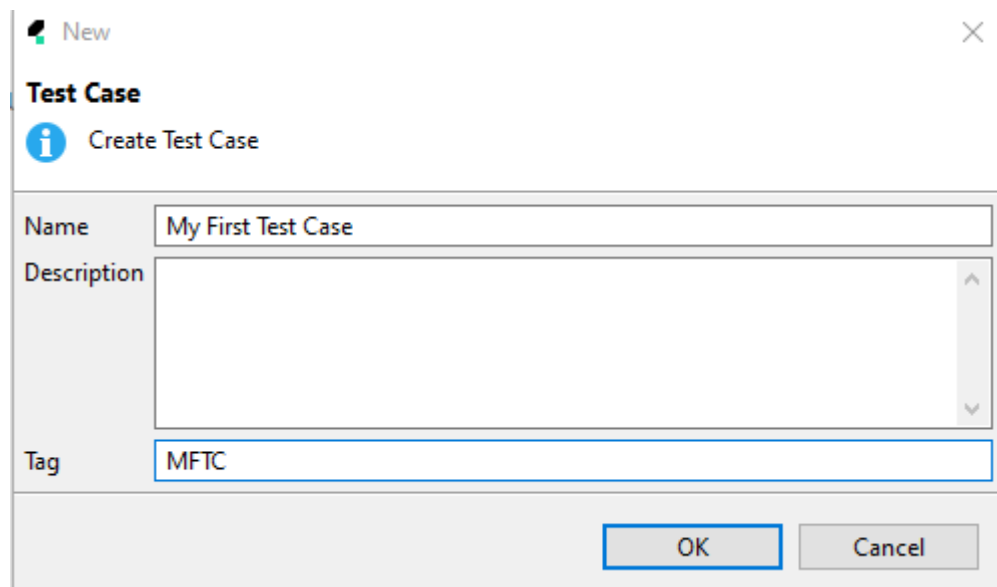 New
Test Case
Create Test Case
Name My First Test Case
Description
Tag MFTC
OK Cancel